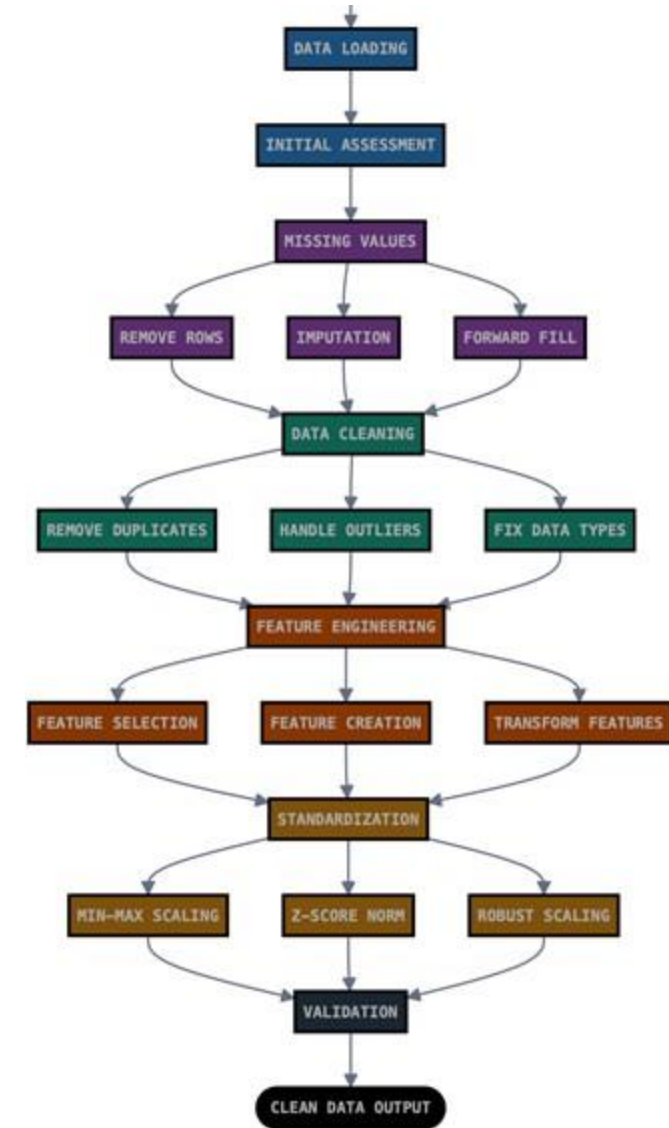 DATA LOADING
INITIAL ASSESSMENT
MISSING VALUES
REMOVE ROWS
IMPUTATION
FORWARD FILL
DATA CLEANING
REMOVE DUPLICATES
HANDLE OUTLIERS
FIX DATA TYPES
FEATURE ENGINEERING
FEATURE SELECTION
FEATURE CREATION
TRANSFORM FEATURES
STANDARDIZATION
MIN-MAX SCALING
Z-SCORE NORM
ROBUST SCALING
VALIDATION
CLEAN DATA OUTPUT